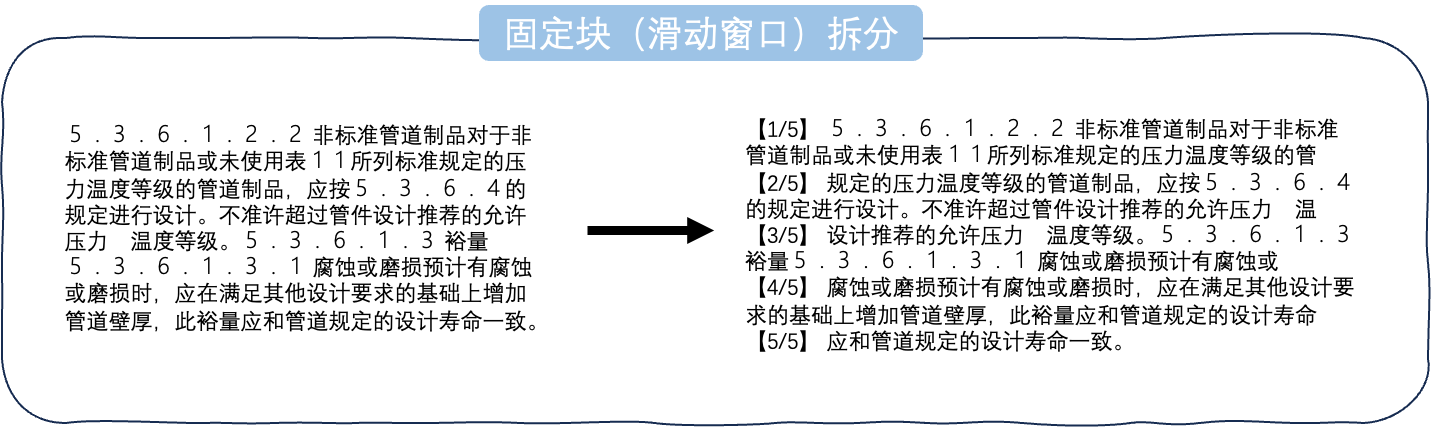 固定块（滑动窗口）拆分
５．３．６．１．２．２ 非标准管道制品对于非
标准管道制品或未使用表１１所列标准规定的压
力温度等级的管道制品，应按５．３．６．４的
规定进行设计。不准许超过管件设计推荐的允许
压力　温度等级。５．３．６．１．３ 裕量
５．３．６．１．３．１ 腐蚀或磨损预计有腐蚀
或磨损时，应在满足其他设计要求的基础上增加
管道壁厚，此裕量应和管道规定的设计寿命一致。
【1/5】 ５．３．６．１．２．２ 非标准管道制品对于非标准
管道制品或未使用表１１所列标准规定的压力温度等级的管
【2/5】 规定的压力温度等级的管道制品，应按５．３．６．４
的规定进行设计。不准许超过管件设计推荐的允许压力　温
【3/5】 设计推荐的允许压力　温度等级。５．３．６．１．３
裕量５．３．６．１．３．１ 腐蚀或磨损预计有腐蚀或
【4/5】 腐蚀或磨损预计有腐蚀或磨损时，应在满足其他设计要
求的基础上增加管道壁厚，此裕量应和管道规定的设计寿命
【5/5】 应和管道规定的设计寿命一致。